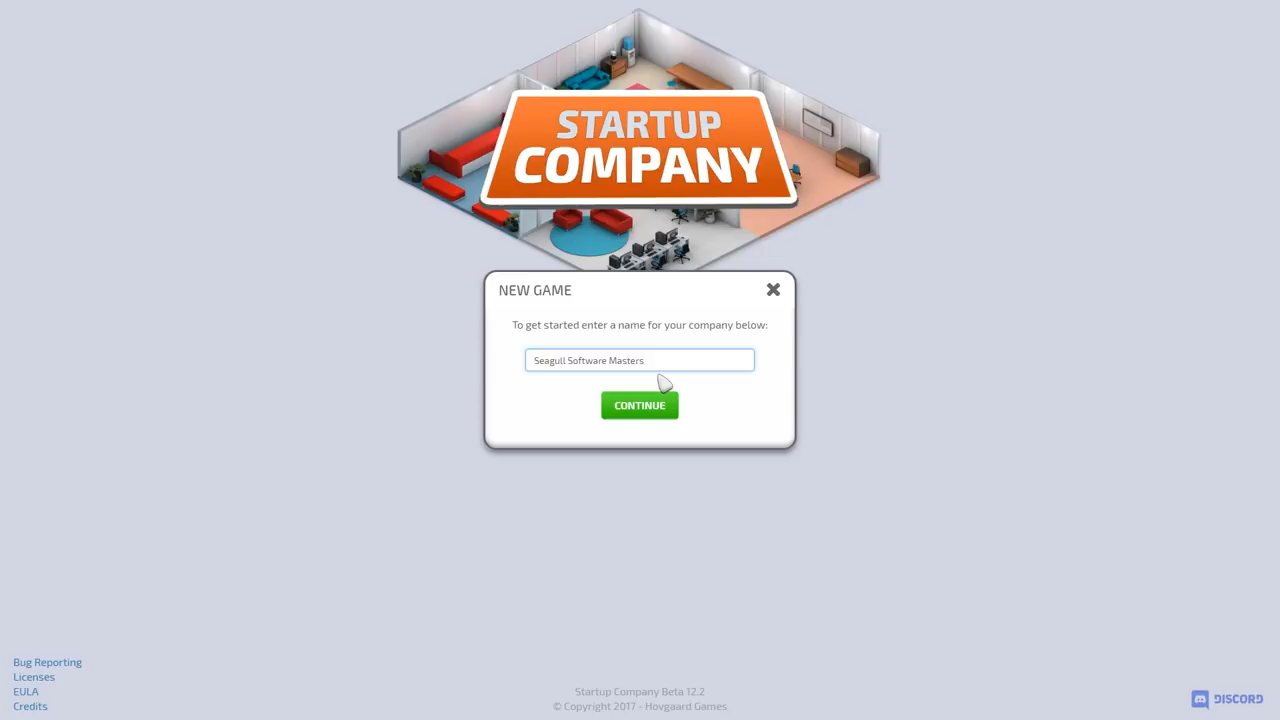 STARTUP
COMPANY
NEW GAME
To get started enter a name for your company below:
Seagull Software Masters
CONTINUE
Bug Reporting
Licenses
EULA
Credits
Startup Company Beta 12.2
© Copyright 2017 - Hovgaard Games
DISCORD